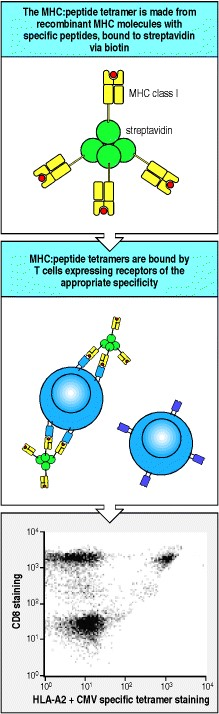 The MHC:peptide tetramer is made from
recombinant MHC molecules with
specific peptides, bound to streptavidin
via biotin
MHC class I
streptavidin
MHC:peptide tetramers are bound by
T cells expressing receptors of the
appropriate specificity
10⁴
10³
10²
10¹
10⁰
CD8 staining
10⁰ 10¹ 10² 10³ 10⁴
HLA-A2 + CMV specific tetramer staining